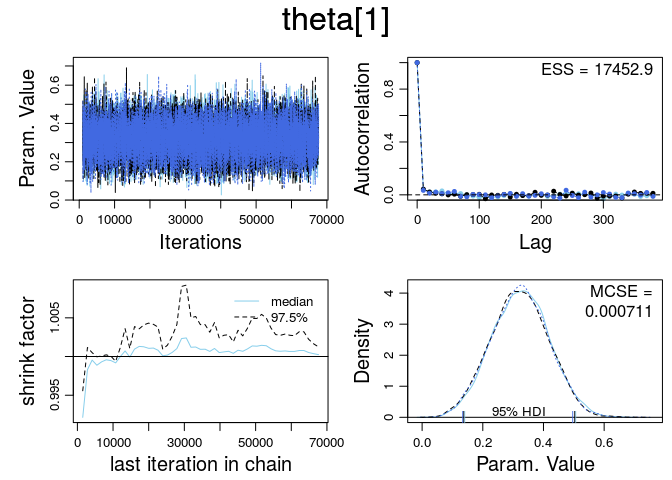 theta[1]
Param. Value
0.0 0.2 0.4 0.6
0 10000 30000 50000 70000
Iterations
ESS = 17452.9
Autocorrelation
0.0 0.4 0.8
0 100 200 300
Lag
median
97.5%
shrink factor
0.995 1.005
0 10000 30000 50000 70000
last iteration in chain
MCSE =
0.000711
Density
0 1 2 3 4
95% HDI
0.0 0.2 0.4 0.6
Param. Value